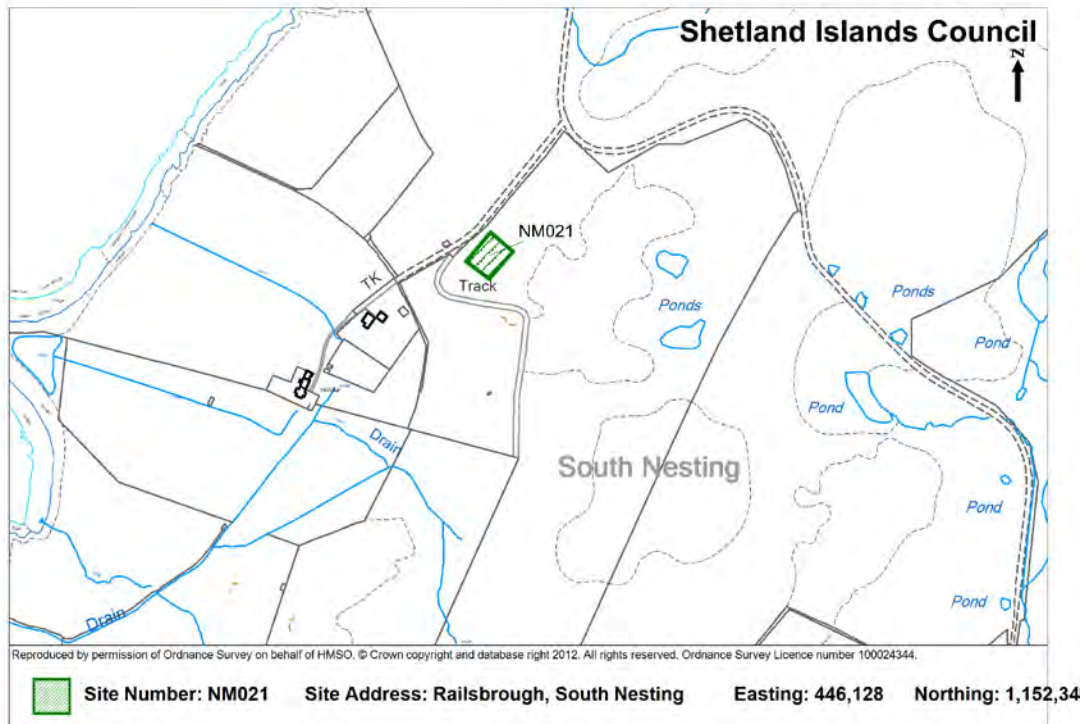 Shetland Islands Council
N
NM021
TK
Track
Ponds
Ponds
Pond
Pond
Drain
South Nesting
Pond
Pond
Drain
Reproduced by permission of Ordnance Survey on behalf of HMSO. © Crown copyright and database right 2012. All rights reserved. Ordnance Survey Licence number 100024344.
Site Number: NM021 Site Address: Railsbrough, South Nesting Easting: 446,128 Northing: 1,152,34